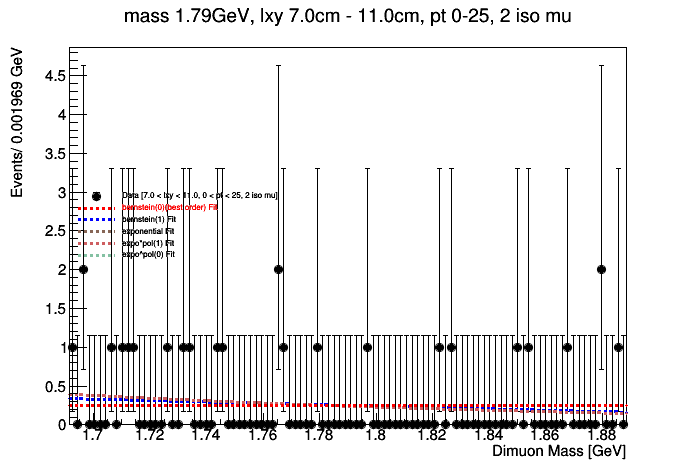 mass 1.79GeV, lxy 7.0cm - 11.0cm, pt 0-25, 2 iso mu
Events/ 0.001969 GeV
4.5
4
3.5
3
2.5
2
1.5
1
0.5
0
Data [7.0 < lxy < 11.0, 0 < pt < 25, 2 iso mu]
bernstein(0)(best order) Fit
bernstein(1) Fit
exponential Fit
expo*pol(1) Fit
expo*pol(0) Fit
1.7 1.72 1.74 1.76 1.78 1.8 1.82 1.84 1.86 1.88
Dimuon Mass [GeV]